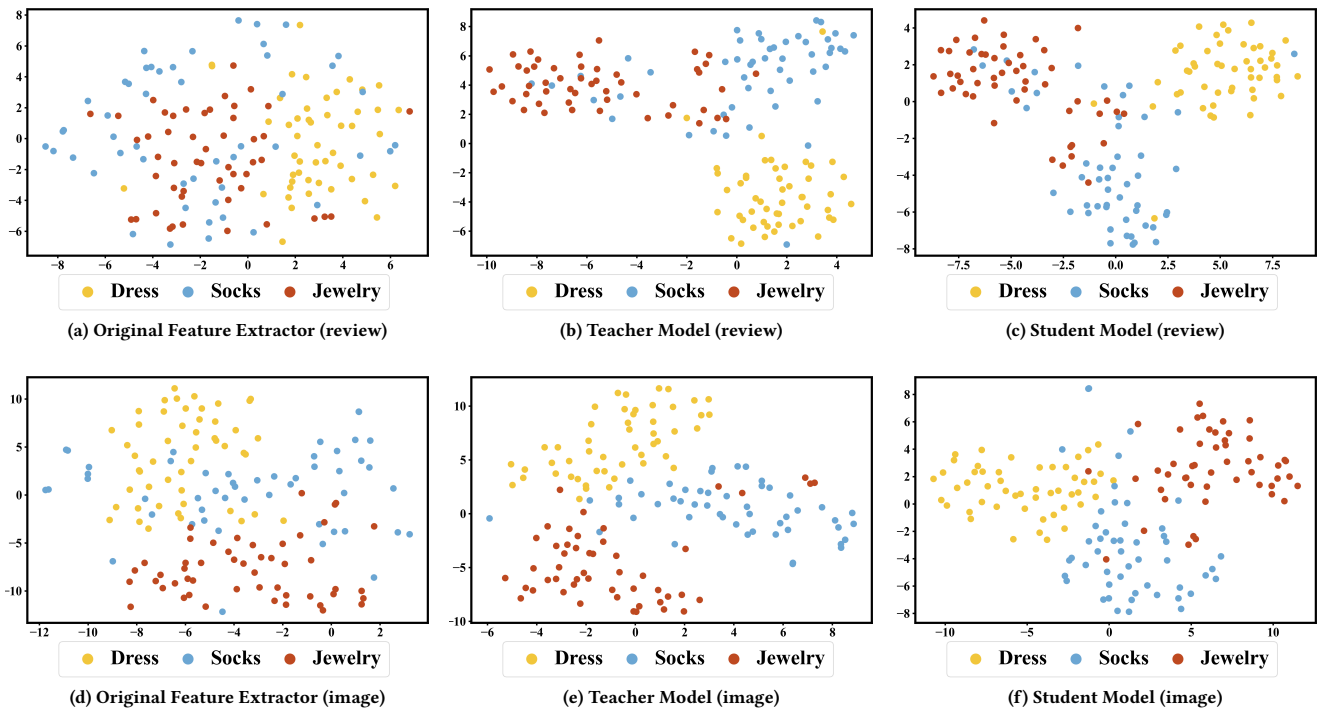 8
6
4
2
0
−2
−4
−6
−8 −6 −4 −2 0 2 4 6
Dress Socks Jewelry
(a) Original Feature Extractor (review)
8
6
4
2
0
−2
−4
−6
−10 −8 −6 −4 −2 0 2 4
Dress Socks Jewelry
(b) Teacher Model (review)
4
2
0
−2
−4
−6
−8
−7.5 −5.0 −2.5 0.0 2.5 5.0 7.5
Dress Socks Jewelry
(c) Student Model (review)
10
5
0
−5
−10
−12 −10 −8 −6 −4 −2 0 2
Dress Socks Jewelry
(d) Original Feature Extractor (image)
10
5
0
−5
−10
−6 −4 −2 0 2 4 6 8
Dress Socks Jewelry
(e) Teacher Model (image)
8
6
4
2
0
−2
−4
−6
−8
−10 −5 0 5 10
Dress Socks Jewelry
(f) Student Model (image)